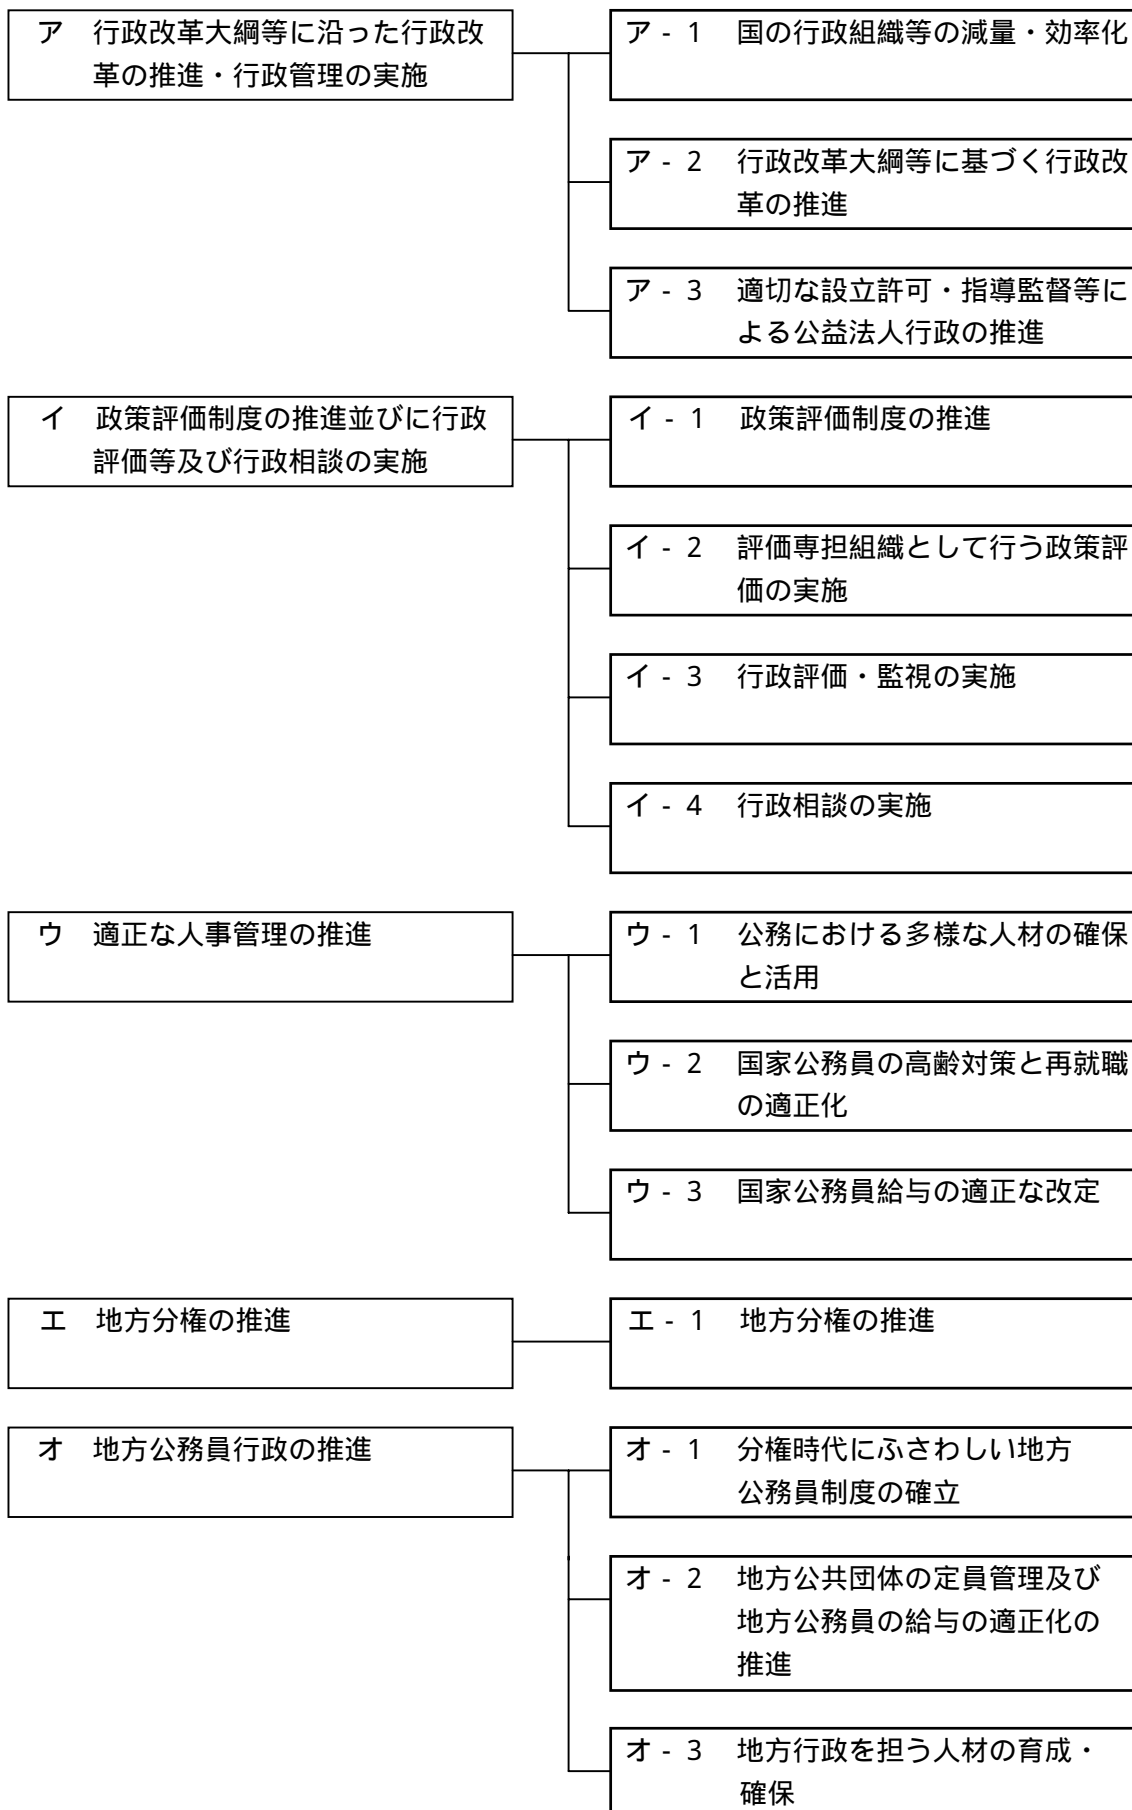 ア 行政改革大綱等に沿った行政改
革の推進・行政管理の実施
ア - 1 国の行政組織等の減量・効率化
ア - 2 行政改革大綱等に基づく行政改
革の推進
ア - 3 適切な設立許可・指導監督等に
よる公益法人行政の推進
イ 政策評価制度の推進並びに行政
評価等及び行政相談の実施
イ - 1 政策評価制度の推進
イ - 2 評価専担組織として行う政策評
価の実施
イ - 3 行政評価・監視の実施
イ - 4 行政相談の実施
ウ 適正な人事管理の推進
ウ - 1 公務における多様な人材の確保
と活用
ウ - 2 国家公務員の高齢対策と再就職
の適正化
ウ - 3 国家公務員給与の適正な改定
エ 地方分権の推進
エ - 1 地方分権の推進
オ 地方公務員行政の推進
オ - 1 分権時代にふさわしい地方
公務員制度の確立
オ - 2 地方公共団体の定員管理及び
地方公務員の給与の適正化の
推進
オ - 3 地方行政を担う人材の育成・
確保